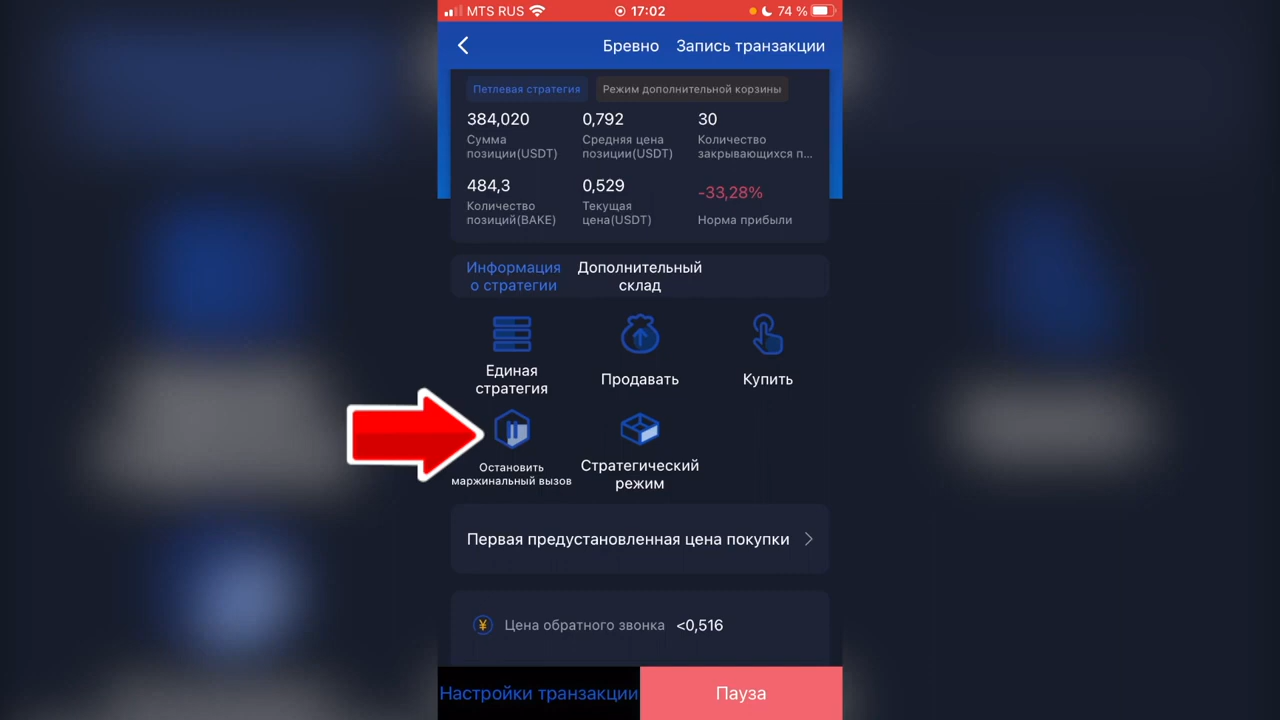 MTS RUS 17:02 74 %
Бревно Запись транзакции
Петлевая стратегия Режим дополнительной корзины
384,020 0,792 30
Сумма Средняя цена Количество
позиции(USDT) позиции(USDT) закрывающихся п...
484,3 0,529 -33,28%
Количество Текущая Норма прибыли
позиций(BAKE) цена(USDT)
Информация Дополнительный
о стратегии склад
Единая
стратегия
Продавать
Купить
Остановить
маржинальный вызов
Стратегический
режим
Первая предустановленная цена покупки
¥ Цена обратного звонка <0,516
Настройки транзакции Пауза